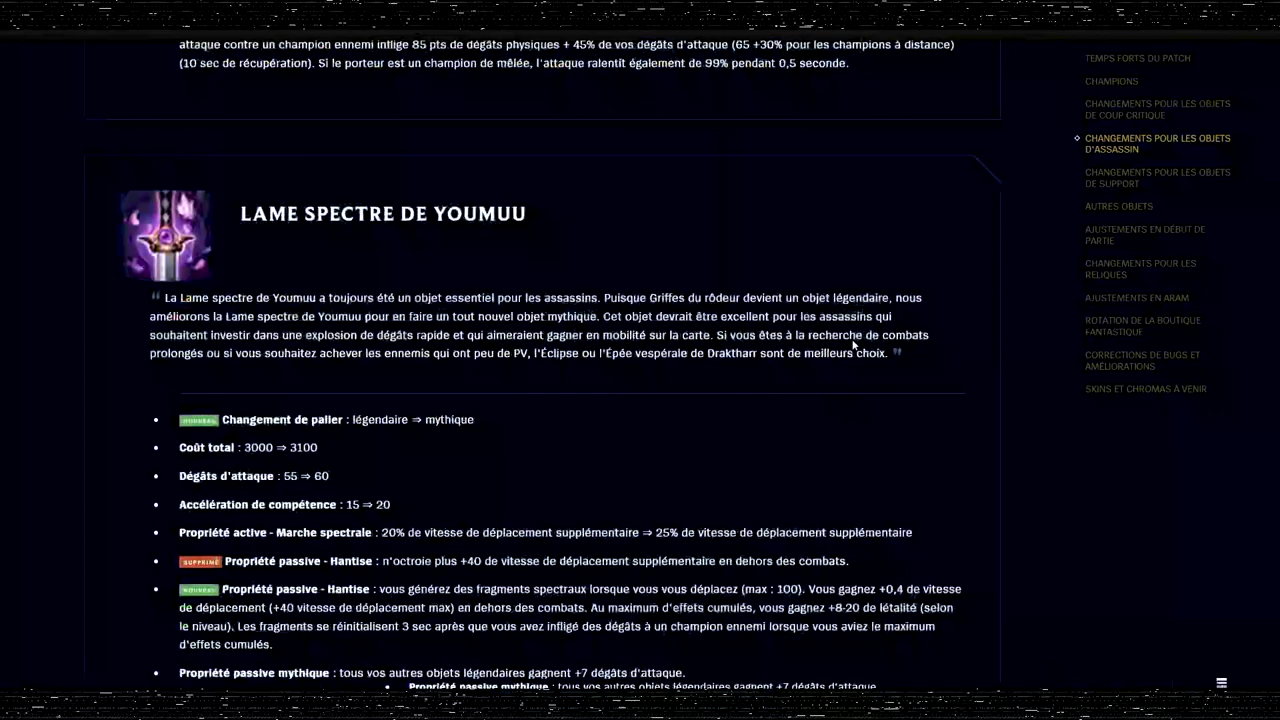 attaque contre un champion ennemi inflige 85 pts de dégâts physiques + 45% de vos dégâts d'attaque (65 +30% pour les champions à distance)
(10 sec de récupération). Si le porteur est un champion de mêlée, l'attaque ralentit également de 99% pendant 0,5 seconde.
LAME SPECTRE DE YOUMUU
" La Lame spectre de Youmuu a toujours été un objet essentiel pour les assassins. Puisque Griffes du rôdeur devient un objet légendaire, nous
améliorons la Lame spectre de Youmuu pour en faire un tout nouvel objet mythique. Cet objet devrait être excellent pour les assassins qui
souhaitent investir dans une explosion de dégâts rapide et qui aimeraient gagner en mobilité sur la carte. Si vous êtes à la recherche de combats
prolongés ou si vous souhaitez achever les ennemis qui ont peu de PV, l'Éclipse ou l'Épée vespérale de Draktharr sont de meilleurs choix. "
• NOUVEAU Changement de palier : légendaire ⇒ mythique
• Coût total : 3000 ⇒ 3100
• Dégâts d'attaque : 55 ⇒ 60
• Accélération de compétence : 15 ⇒ 20
• Propriété active - Marche spectrale : 20% de vitesse de déplacement supplémentaire ⇒ 25% de vitesse de déplacement supplémentaire
• SUPPRIMÉ Propriété passive - Hantise : n'octroie plus +40 de vitesse de déplacement supplémentaire en dehors des combats.
• NOUVEAU Propriété passive - Hantise : vous générez des fragments spectraux lorsque vous vous déplacez (max : 100). Vous gagnez +0,4 de vitesse
de déplacement (+40 vitesse de déplacement max) en dehors des combats. Au maximum d'effets cumulés, vous gagnez +8-20 de létalité (selon
le niveau). Les fragments se réinitialisent 3 sec après que vous avez infligé des dégâts à un champion ennemi lorsque vous aviez le maximum
d'effets cumulés.
• Propriété passive mythique : tous vos autres objets légendaires gagnent +7 dégâts d'attaque.
• Propriété passive mythique : tous vos autres objets légendaires gagnent +7 dégâts d'attaque
TEMPS FORTS DU PATCH
CHAMPIONS
CHANGEMENTS POUR LES OBJETS
DE COUP CRITIQUE
CHANGEMENTS POUR LES OBJETS
D'ASSASSIN
CHANGEMENTS POUR LES OBJETS
DE SUPPORT
AUTRES OBJETS
AJUSTEMENTS EN DÉBUT DE
PARTIE
CHANGEMENTS POUR LES
RELIQUES
AJUSTEMENTS EN ARAM
ROTATION DE LA BOUTIQUE
FANTASTIQUE
CORRECTIONS DE BUGS ET
AMÉLIORATIONS
SKINS ET CHROMAS À VENIR